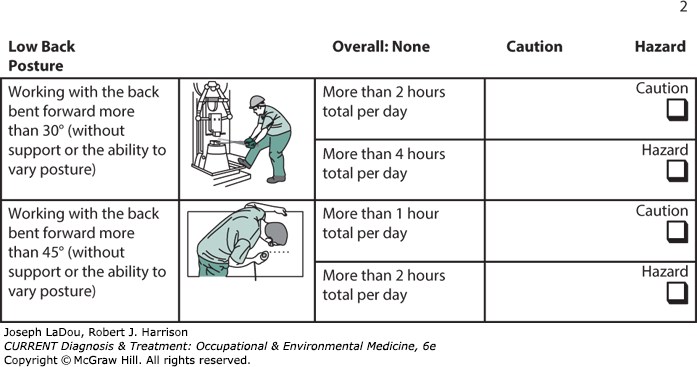 2
Low Back
Posture
Overall: None
Caution
Hazard
Working with the back
bent forward more
than 30° (without
support or the ability to
vary posture)
More than 2 hours
total per day
Caution
More than 4 hours
total per day
Hazard
Working with the back
bent forward more
than 45° (without
support or the ability to
vary posture)
More than 1 hour
total per day
Caution
More than 2 hours
total per day
Hazard
Joseph LaDou, Robert J. Harrison
CURRENT Diagnosis & Treatment: Occupational & Environmental Medicine, 6e
Copyright © McGraw Hill. All rights reserved.